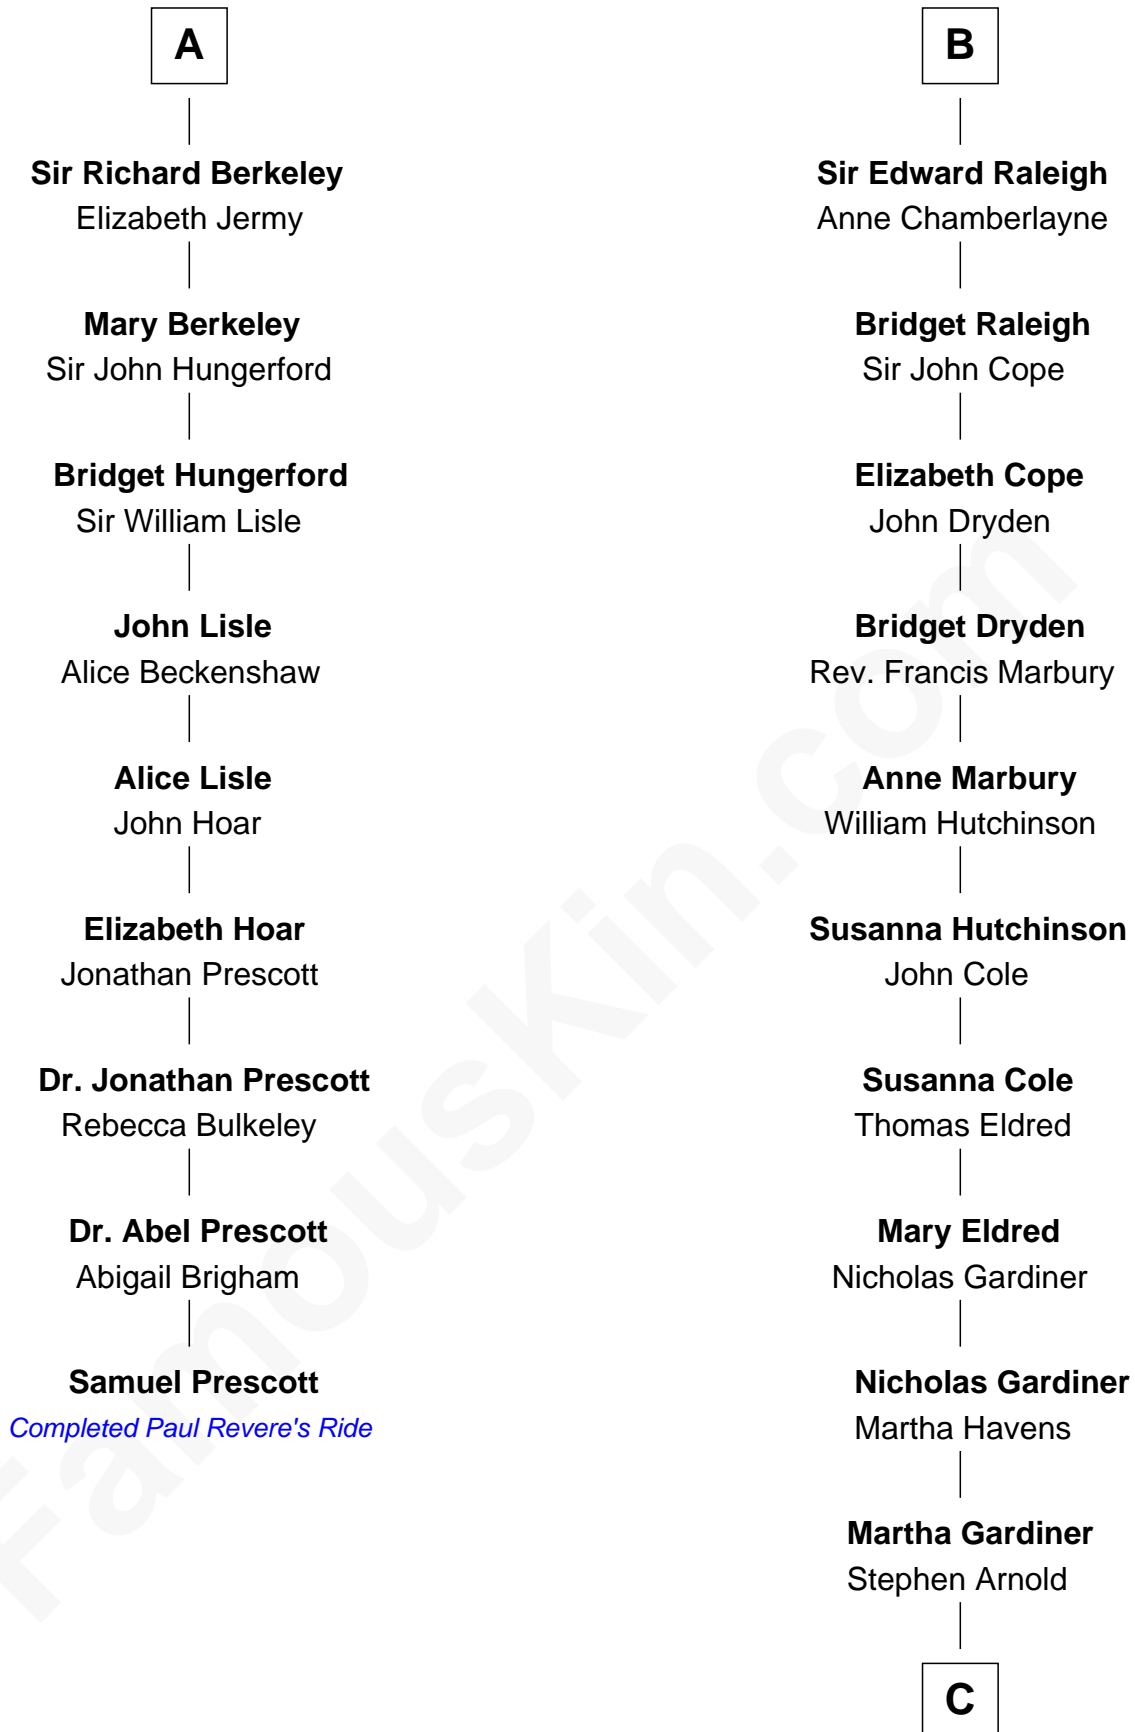 A
Sir Richard Berkeley
Elizabeth Jermy
Mary Berkeley
Sir John Hungerford
Bridget Hungerford
Sir William Lisle
John Lisle
Alice Beckenshaw
Alice Lisle
John Hoar
Elizabeth Hoar
Jonathan Prescott
Dr. Jonathan Prescott
Rebecca Bulkeley
Dr. Abel Prescott
Abigail Brigham
Samuel Prescott
Completed Paul Revere's Ride
B
Sir Edward Raleigh
Anne Chamberlayne
Bridget Raleigh
Sir John Cope
Elizabeth Cope
John Dryden
Bridget Dryden
Rev. Francis Marbury
Anne Marbury
William Hutchinson
Susanna Hutchinson
John Cole
Susanna Cole
Thomas Eldred
Mary Eldred
Nicholas Gardiner
Nicholas Gardiner
Martha Havens
Martha Gardiner
Stephen Arnold
C
FamousKin.com